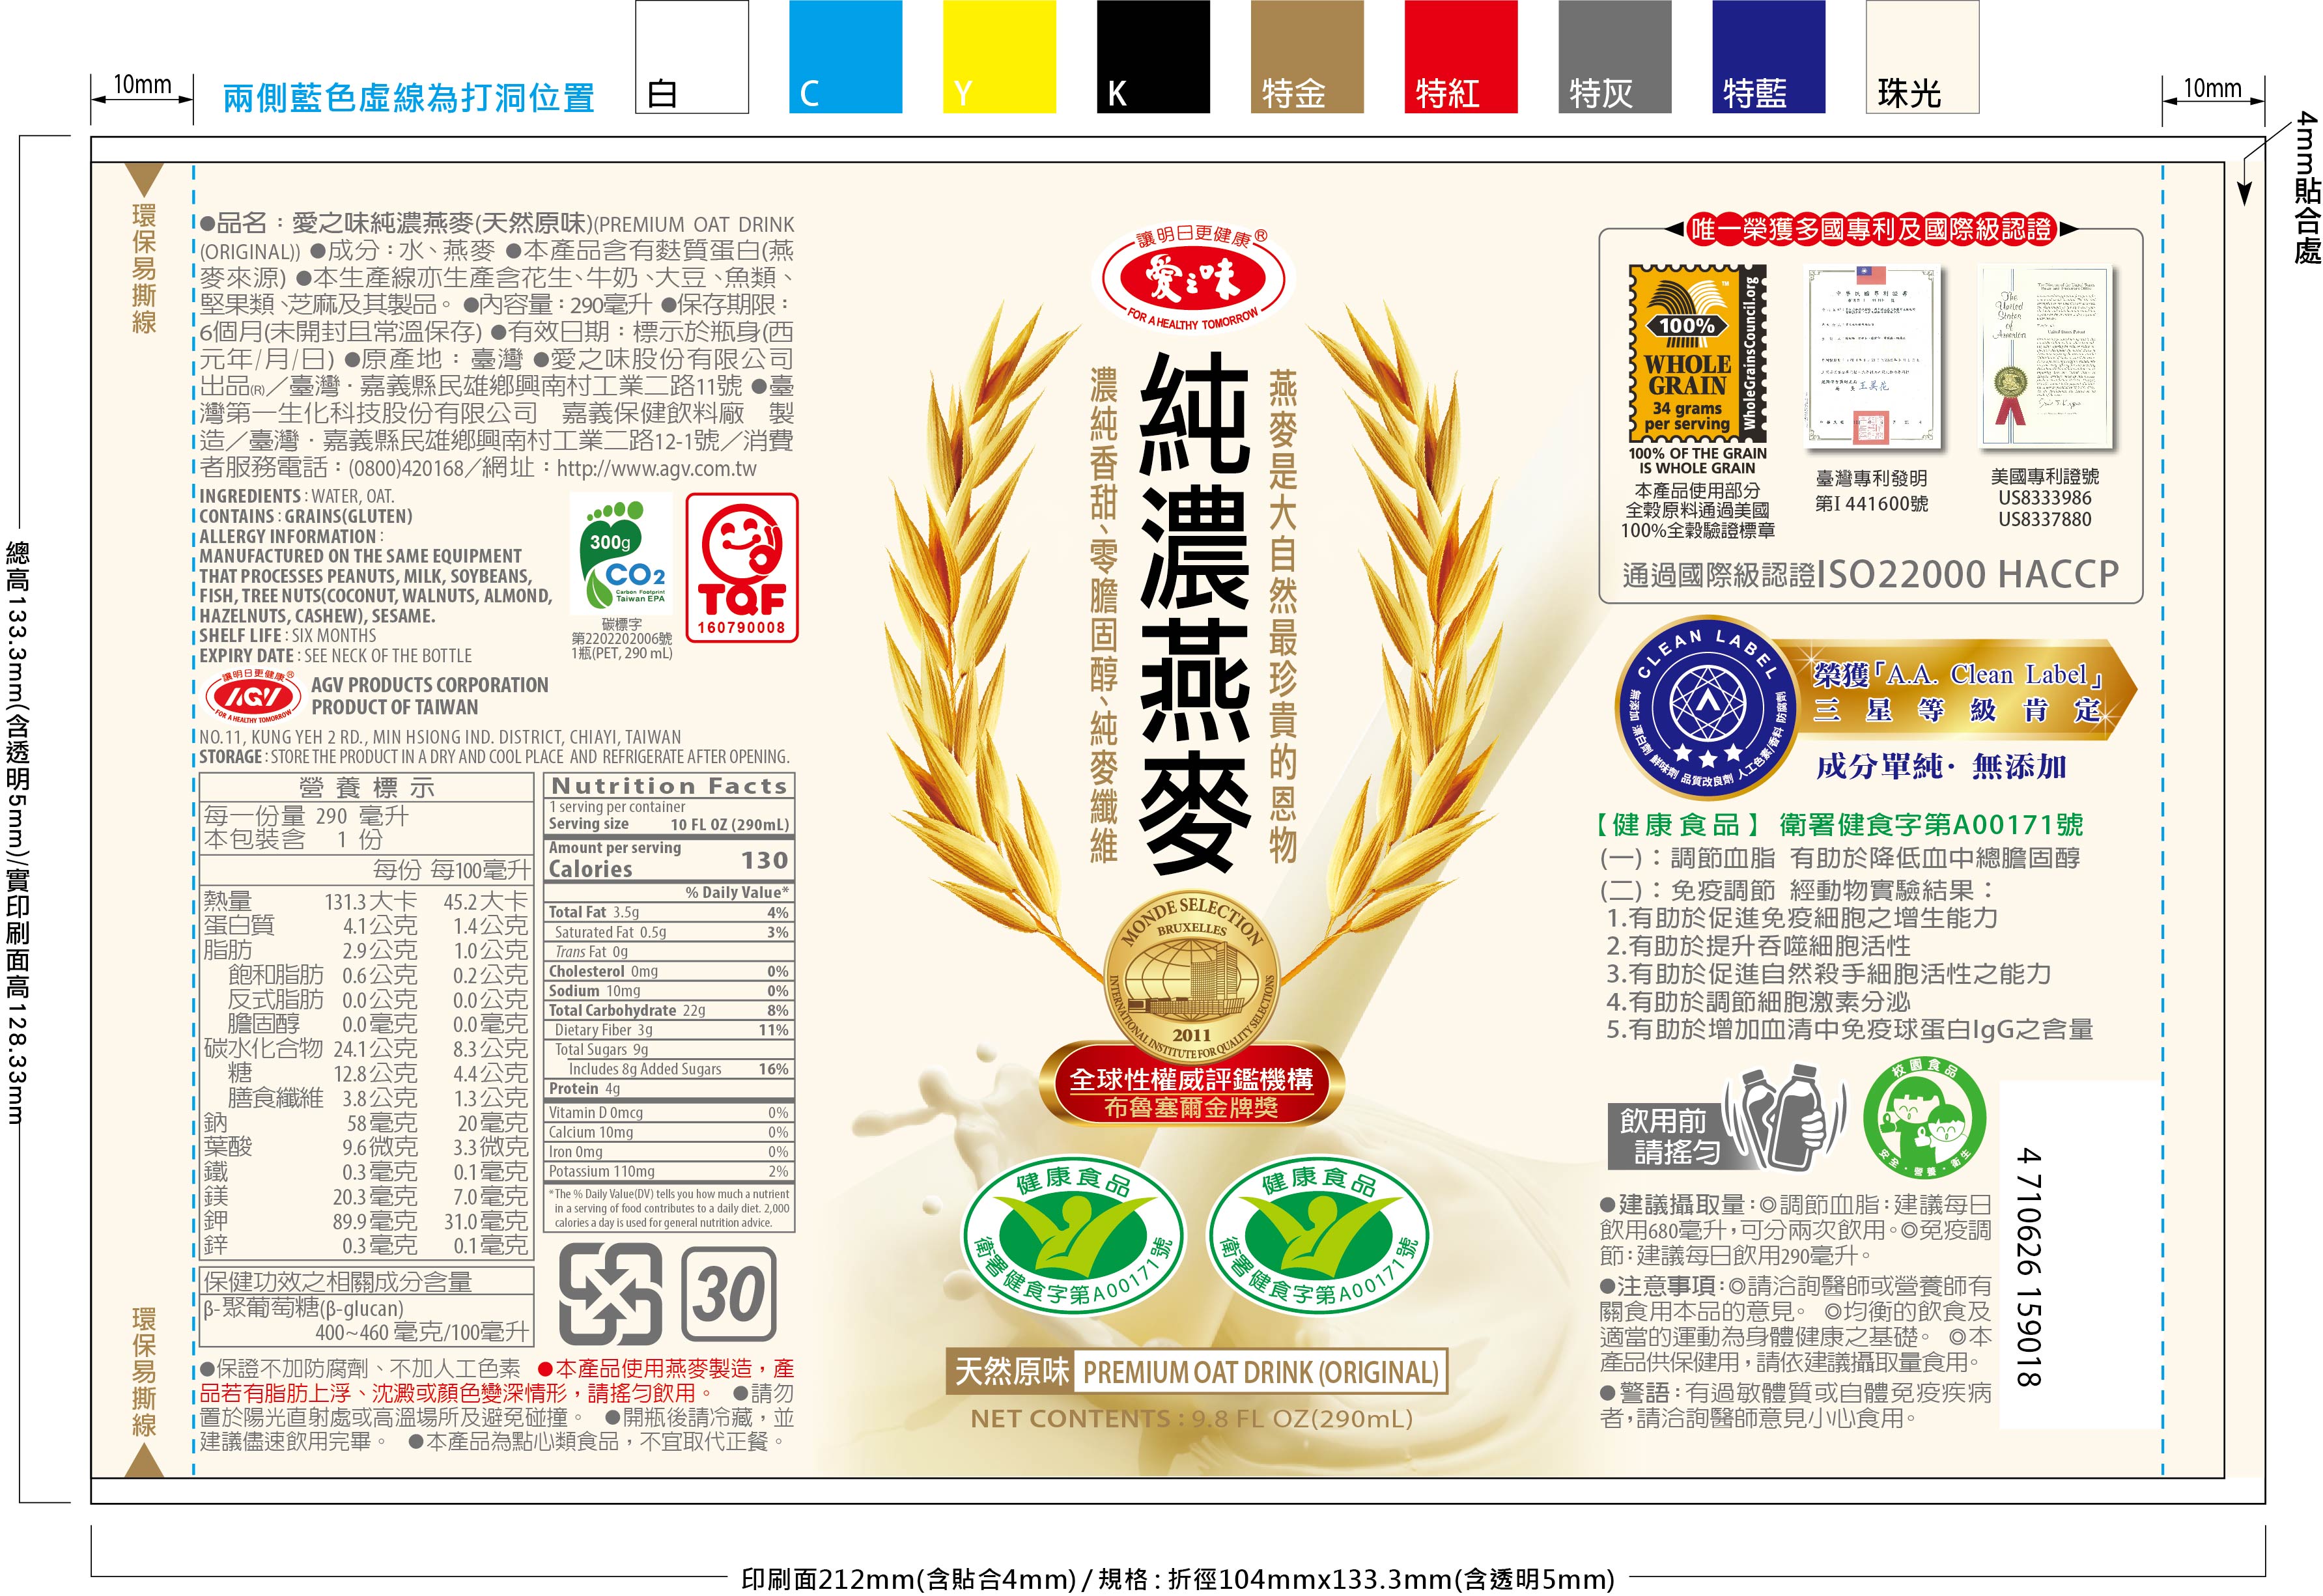 白
C
Y
K
特金
特紅
特灰
特藍
珠光
10mm
兩側藍色虛線為打洞位置
10mm
4mm貼合處
總高133.3mm(含透明5mm)/實印刷面高128.33mm
環保易撕線
環保易撕線
●品名：愛之味純濃燕麥(天然原味)(PREMIUM OAT DRINK
(ORIGINAL)) ●成分：水、燕麥 ●本產品含有麩質蛋白(燕
麥來源) ●本生產線亦生產含花生、牛奶、大豆、魚類、
堅果類、芝麻及其製品。 ●內容量：290毫升 ●保存期限：
6個月(未開封且常溫保存) ●有效日期：標示於瓶身(西
元年/月/日) ●原產地：臺灣 ●愛之味股份有限公司
出品(R)／臺灣．嘉義縣民雄鄉興南村工業二路11號 ●臺
灣第一生化科技股份有限公司 嘉義保健飲料廠 製
造／臺灣．嘉義縣民雄鄉興南村工業二路12-1號／消費
者服務電話：(0800)420168／網址：http://www.agv.com.tw
INGREDIENTS：WATER, OAT.
CONTAINS：GRAINS(GLUTEN)
ALLERGY INFORMATION：
MANUFACTURED ON THE SAME EQUIPMENT
THAT PROCESSES PEANUTS, MILK, SOYBEANS,
FISH, TREE NUTS(COCONUT, WALNUTS, ALMOND,
HAZELNUTS, CASHEW), SESAME.
SHELF LIFE：SIX MONTHS
EXPIRY DATE：SEE NECK OF THE BOTTLE
300g
CO2
Carbon Footprint
Taiwan EPA
碳標字
第2202202006號
1瓶(PET, 290 mL)
TQF
160790008
讓明日更健康®
AGV
FOR A HEALTHY TOMORROW
AGV PRODUCTS CORPORATION
PRODUCT OF TAIWAN
NO.11, KUNG YEH 2 RD., MIN HSIONG IND. DISTRICT, CHIAYI, TAIWAN
STORAGE：STORE THE PRODUCT IN A DRY AND COOL PLACE AND REFRIGERATE AFTER OPENING.
營養標示
每一份量 290 毫升
本包裝含 1 份
每份 每100毫升
熱量 131.3大卡 45.2大卡
蛋白質 4.1公克 1.4公克
脂肪 2.9公克 1.0公克
飽和脂肪 0.6公克 0.2公克
反式脂肪 0.0公克 0.0公克
膽固醇 0.0毫克 0.0毫克
碳水化合物 24.1公克 8.3公克
糖 12.8公克 4.4公克
膳食纖維 3.8公克 1.3公克
鈉 58毫克 20毫克
葉酸 9.6微克 3.3微克
鐵 0.3毫克 0.1毫克
鎂 20.3毫克 7.0毫克
鉀 89.9毫克 31.0毫克
鋅 0.3毫克 0.1毫克
保健功效之相關成分含量
β-聚葡萄糖(β-glucan)
400~460 毫克/100毫升
Nutrition Facts
1 serving per container
Serving size 10 FL OZ (290mL)
Amount per serving
Calories 130
% Daily Value*
Total Fat 3.5g 4%
Saturated Fat 0.5g 3%
Trans Fat 0g
Cholesterol 0mg 0%
Sodium 10mg 0%
Total Carbohydrate 22g 8%
Dietary Fiber 3g 11%
Total Sugars 9g
Includes 8g Added Sugars 16%
Protein 4g
Vitamin D 0mcg 0%
Calcium 10mg 0%
Iron 0mg 0%
Potassium 110mg 2%
*The % Daily Value(DV) tells you how much a nutrient
in a serving of food contributes to a daily diet. 2,000
calories a day is used for general nutrition advice.
30
●保證不加防腐劑、不加人工色素 ●本產品使用燕麥製造，產
品若有脂肪上浮、沈澱或顏色變深情形，請搖勻飲用。 ●請勿
置於陽光直射處或高溫場所及避免碰撞。 ●開瓶後請冷藏，並
建議儘速飲用完畢。 ●本產品為點心類食品，不宜取代正餐。
讓明日更健康®
愛之味
FOR A HEALTHY TOMORROW
燕麥是大自然最珍貴的恩物
純濃燕麥
濃純香甜、零膽固醇、純麥纖維
MONDE SELECTION
BRUXELLES
2011
INTERNATIONAL INSTITUTE FOR QUALITY SELECTIONS
全球性權威評鑑機構
布魯塞爾金牌獎
健康食品
衛署健食字第A00171號
健康食品
衛署健食字第A00171號
天然原味 PREMIUM OAT DRINK (ORIGINAL)
NET CONTENTS：9.8 FL OZ(290mL)
唯一榮獲多國專利及國際級認證
100%
WHOLE
GRAIN
34 grams
per serving
WholeGrainsCouncil.org
TM
100% OF THE GRAIN
IS WHOLE GRAIN
本產品使用部分
全穀原料通過美國
100%全穀驗證標章
中華民國專利證書
臺灣專利發明
第I 441600號
The
United
States
of
America
美國專利證號
US8333986
US8337880
通過國際級認證ISO22000 HACCP
CLEAN LABEL
無添加 蛋白劑 鮮味劑 品質改良劑 人工色素/香料 防腐劑
榮獲「A.A. Clean Label」
三星等級肯定
成分單純·無添加
【健康食品】 衛署健食字第A00171號
(一)：調節血脂 有助於降低血中總膽固醇
(二)：免疫調節 經動物實驗結果：
1.有助於促進免疫細胞之增生能力
2.有助於提升吞噬細胞活性
3.有助於促進自然殺手細胞活性之能力
4.有助於調節細胞激素分泌
5.有助於增加血清中免疫球蛋白IgG之含量
飲用前
請搖勻
校園食品
安全·營養·衛生
●建議攝取量：◎調節血脂：建議每日
飲用680毫升，可分兩次飲用。◎免疫調
節：建議每日飲用290毫升。
●注意事項：◎請洽詢醫師或營養師有
關食用本品的意見。 ◎均衡的飲食及
適當的運動為身體健康之基礎。 ◎本
產品供保健用，請依建議攝取量食用。
●警語：有過敏體質或自體免疫疾病
者，請洽詢醫師意見小心食用。
4 710626 159018
印刷面212mm(含貼合4mm) / 規格 : 折徑104mmx133.3mm(含透明5mm)